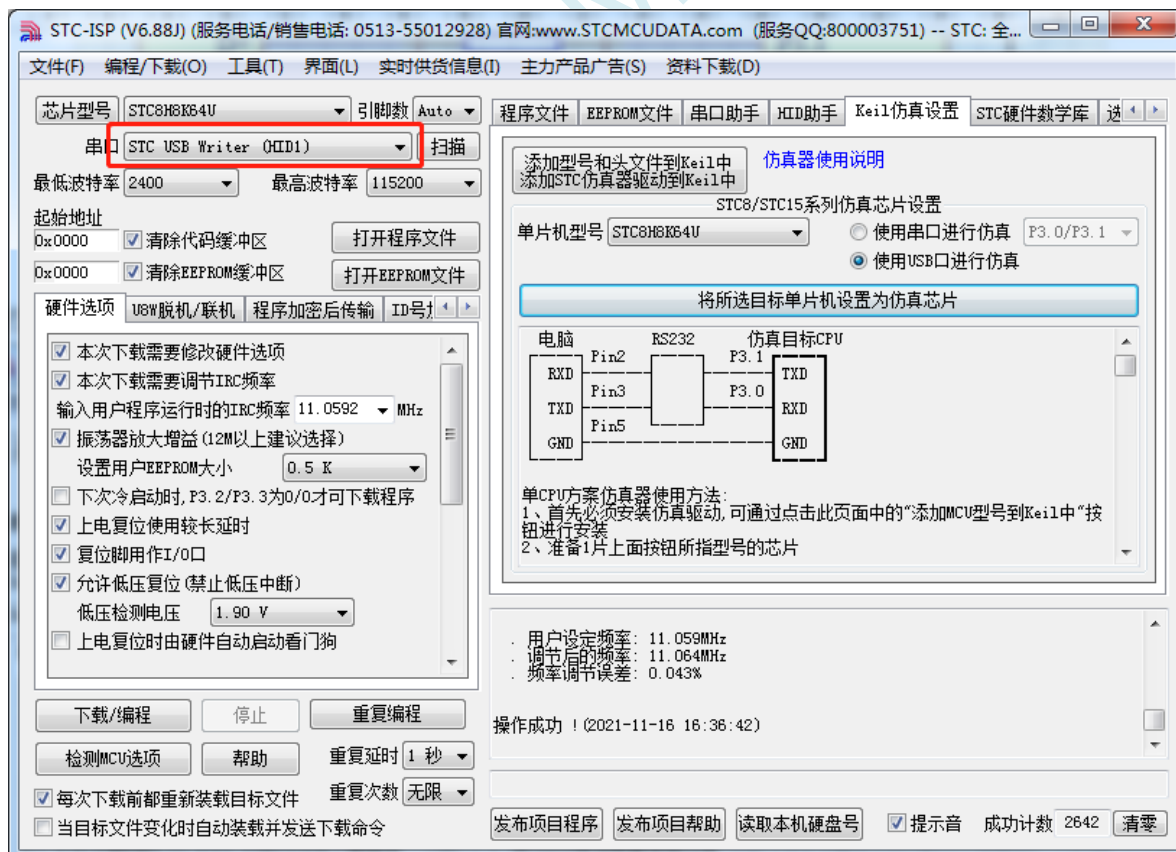 STC-ISP (V6.88J) (服务电话/销售电话: 0513-55012928) 官网:www.STCMCUDATA.com (服务QQ:800003751) -- STC: 全...
文件(F) 编程/下载(O) 工具(T) 界面(L) 实时供货信息(I) 主力产品广告(S) 资料下载(D)
芯片型号 STC8H8K64U 引脚数 Auto
串口 STC USB Writer (HID1) 扫描
最低波特率 2400 最高波特率 115200
起始地址
0x0000 清除代码缓冲区 打开程序文件
0x0000 清除EEPROM缓冲区 打开EEPROM文件
硬件选项 U8W脱机/联机 程序加密后传输 ID号
本次下载需要修改硬件选项
本次下载需要调节IRC频率
输入用户程序运行时的IRC频率 11.0592 MHz
振荡器放大增益(12M以上建议选择)
设置用户EEPROM大小 0.5 K
下次冷启动时,P3.2/P3.3为0/0才可下载程序
上电复位使用较长延时
复位脚用作I/O口
允许低压复位(禁止低压中断)
低压检测电压 1.90 V
上电复位时由硬件自动启动看门狗
下载/编程 停止 重复编程
检测MCU选项 帮助 重复延时 1 秒
每次下载前都重新装载目标文件 重复次数 无限
当目标文件变化时自动装载并发送下载命令
程序文件 EEPROM文件 串口助手 HID助手 Keil仿真设置 STC硬件数学库 选
添加型号和头文件到Keil中
添加STC仿真器驱动到Keil中
仿真器使用说明
STC8/STC15系列仿真芯片设置
单片机型号 STC8H8K64U 使用串口进行仿真 P3.0/P3.1
使用USB口进行仿真
将所选目标单片机设置为仿真芯片
电脑 RS232 仿真目标CPU
Pin2 P3.1
RXD TXD
Pin3 P3.0
TXD RXD
Pin5
GND GND
单CPU方案仿真器使用方法:
1、首先必须安装仿真驱动,可通过点击此页面中的“添加MCU型号到Keil中”按
钮进行安装
2、准备1片上面按钮所指型号的芯片
. 用户设定频率: 11.059MHz
. 调节后的频率: 11.064MHz
. 频率调节误差: 0.043%
操作成功 !(2021-11-16 16:36:42)
发布项目程序 发布项目帮助 读取本机硬盘号 提示音 成功计数 2642 清零